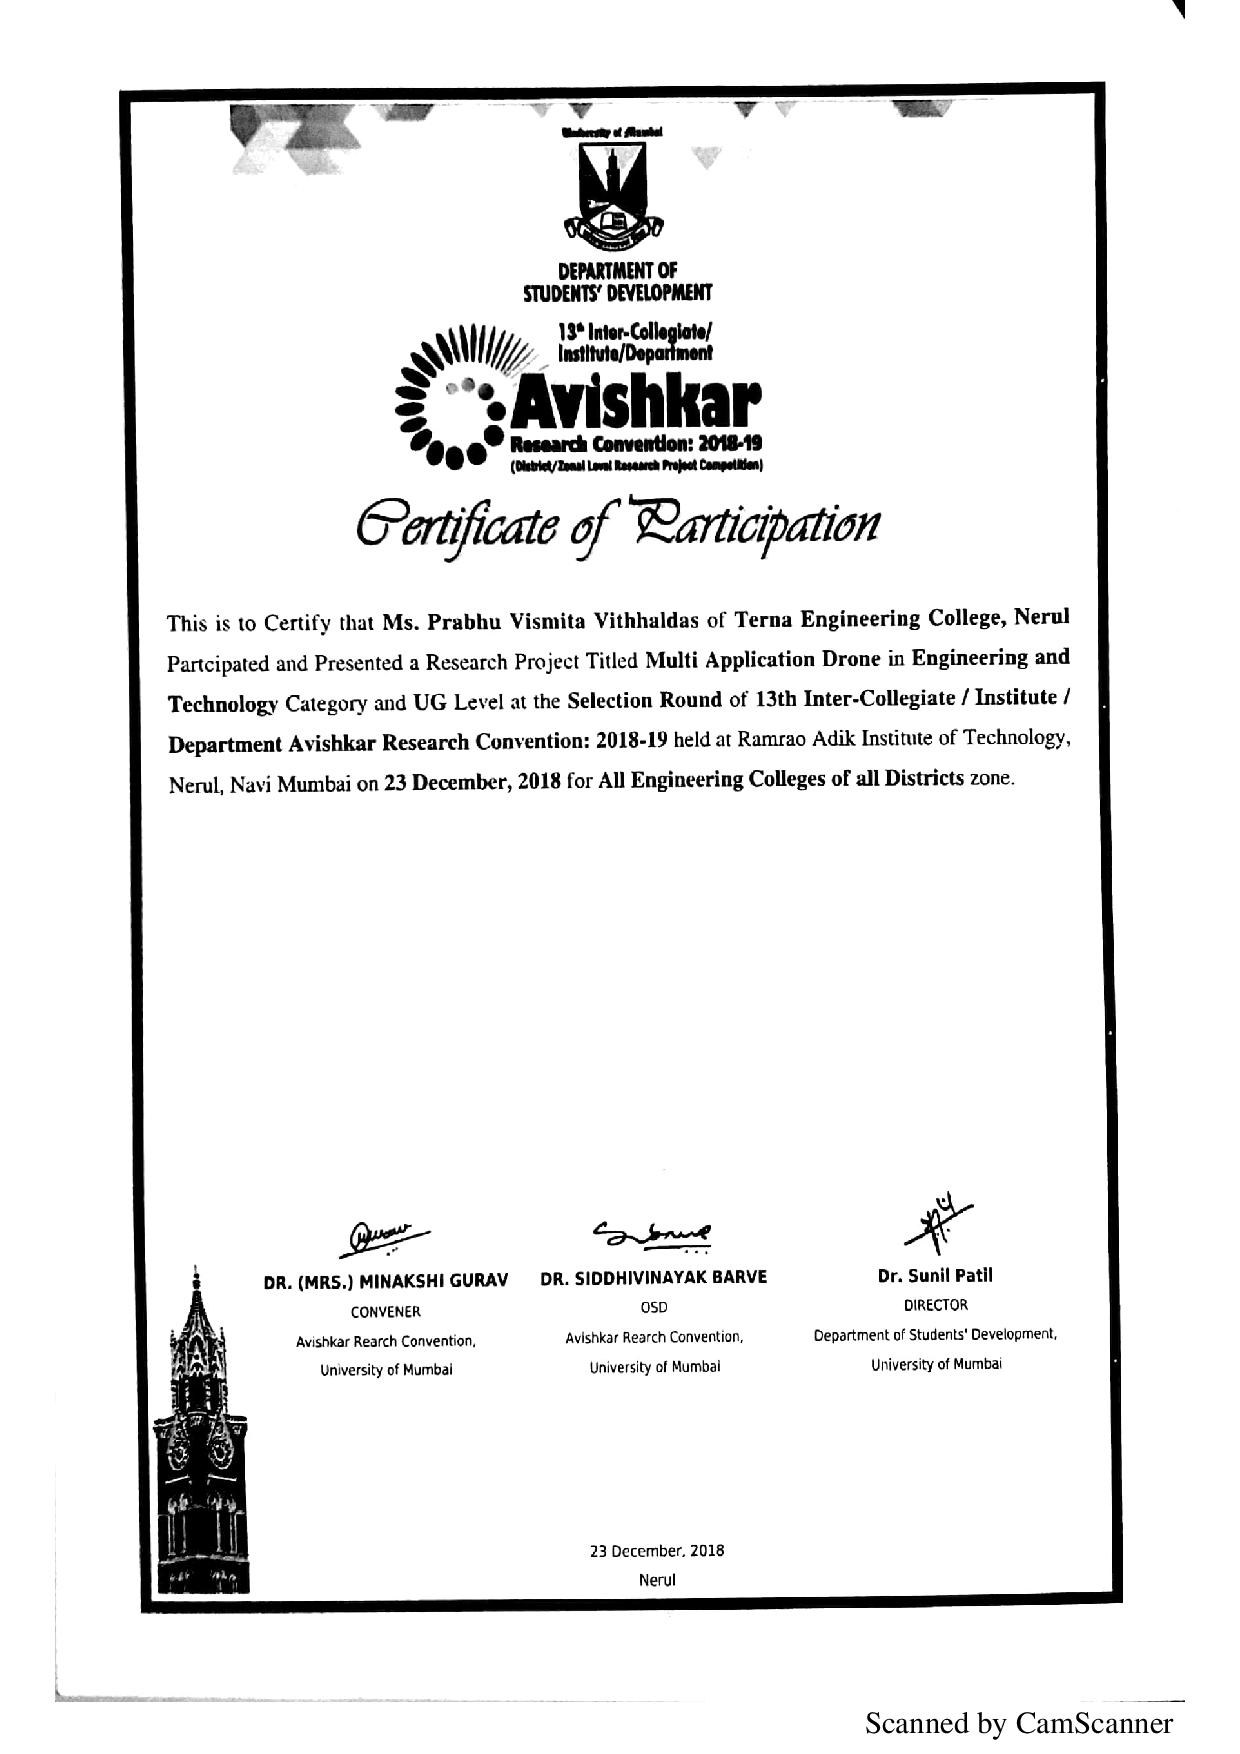 University of Mumbai
DEPARTMENT OF
STUDENTS' DEVELOPMENT
13th Inter-Collegiate/
Institute/Department
Avishkar
Research Convention: 2018-19
(District/Zonal Level Research Project Competition)
Certificate of Participation
This is to Certify that Ms. Prabhu Vismita Vithhaldas of Terna Engineering College, Nerul
Partcipated and Presented a Research Project Titled Multi Application Drone in Engineering and
Technology Category and UG Level at the Selection Round of 13th Inter-Collegiate / Institute /
Department Avishkar Research Convention: 2018-19 held at Ramrao Adik Institute of Technology,
Nerul, Navi Mumbai on 23 December, 2018 for All Engineering Colleges of all Districts zone.
DR. (MRS.) MINAKSHI GURAV DR. SIDDHIVINAYAK BARVE Dr. Sunil Patil
CONVENER OSD DIRECTOR
Avishkar Rearch Convention, Avishkar Rearch Convention, Department of Students' Development,
University of Mumbai University of Mumbai University of Mumbai
23 December, 2018
Nerul
Scanned by CamScanner